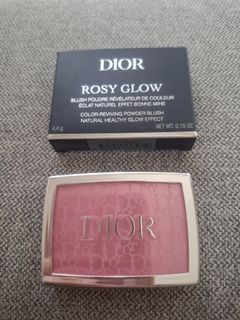 DIOR
ROSY GLOW
BLUSH POUDRE RÉVÉLATEUR DE COULEUR
ÉCLAT NATUREL EFFET BONNE MINE
COLOR-REVIVING POWDER BLUSH
NATURAL HEALTHY GLOW EFFECT
4,4 g
NET WT. 0.15 OZ
DIOR